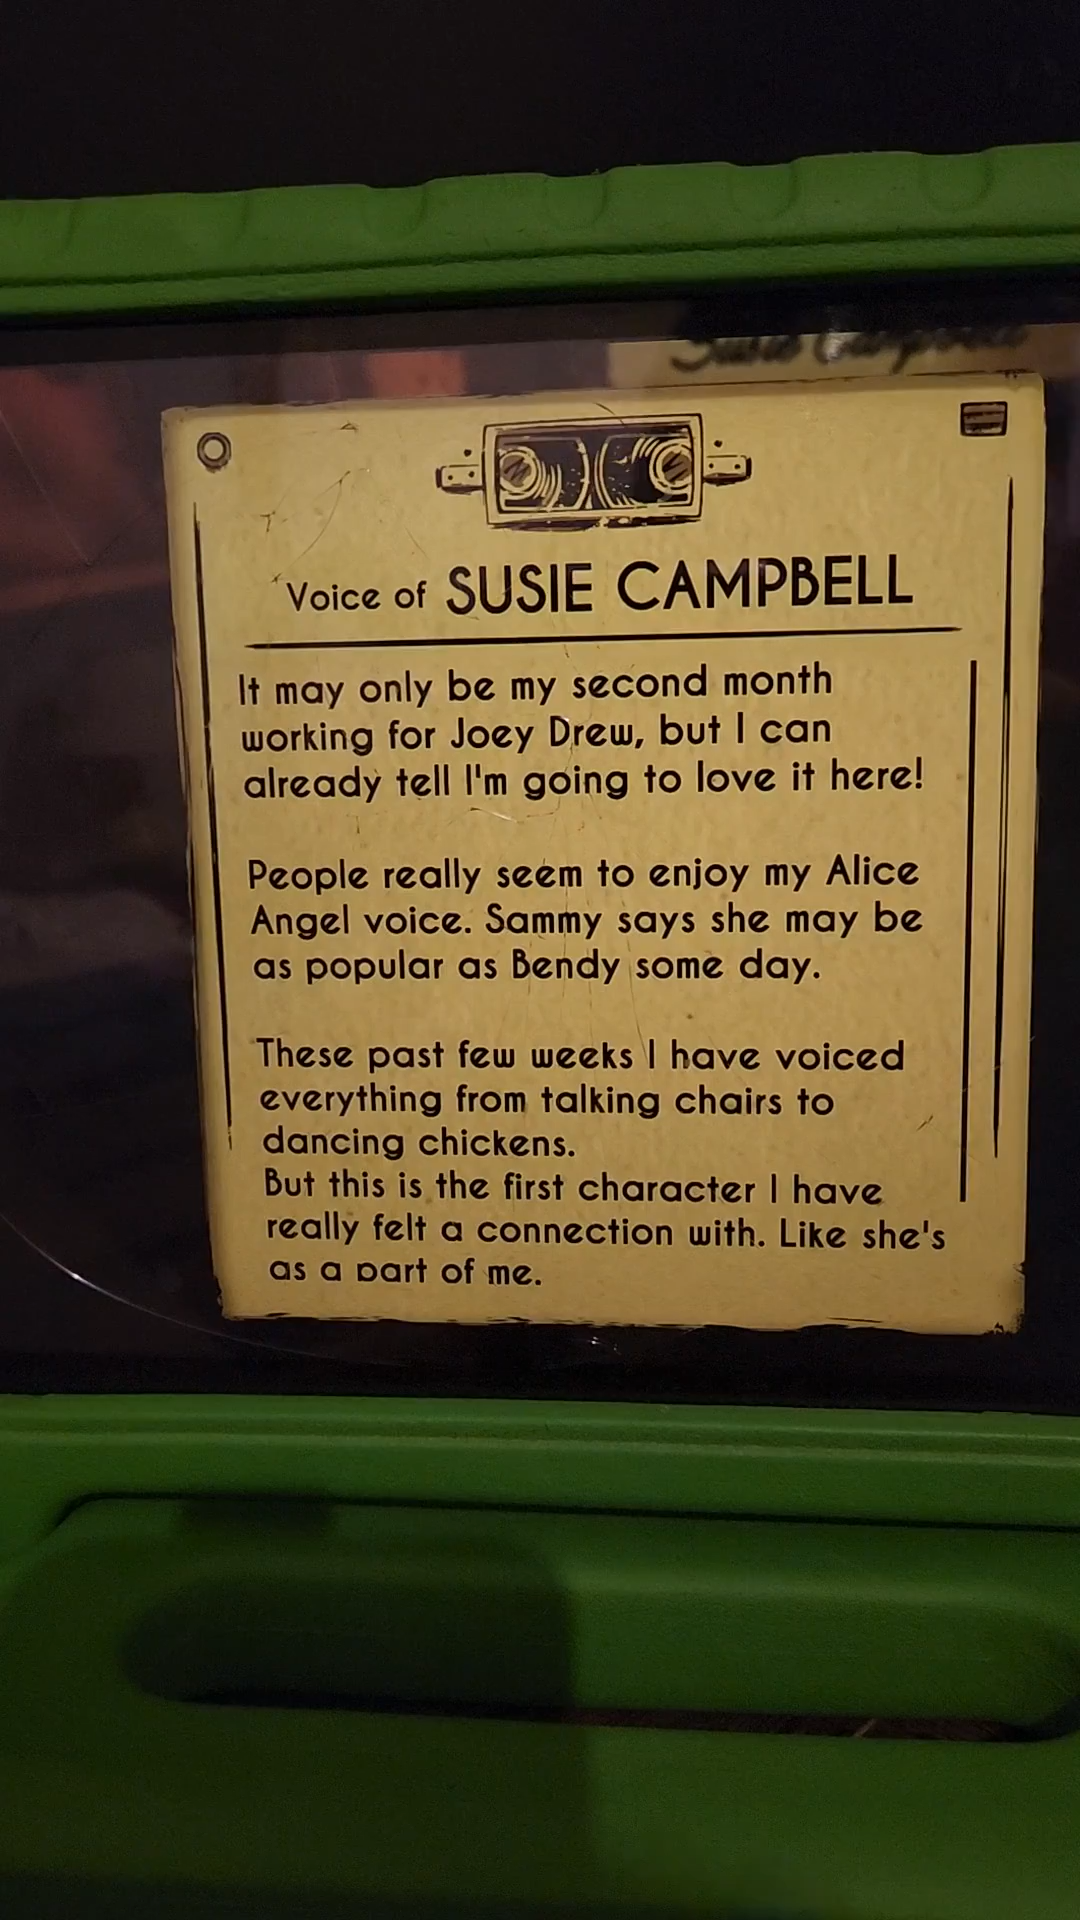 Susie Campbell
Voice of SUSIE CAMPBELL
It may only be my second month
working for Joey Drew, but I can
already tell I'm going to love it here!
People really seem to enjoy my Alice
Angel voice. Sammy says she may be
as popular as Bendy some day.
These past few weeks I have voiced
everything from talking chairs to
dancing chickens.
But this is the first character I have
really felt a connection with. Like she's
as a part of me.